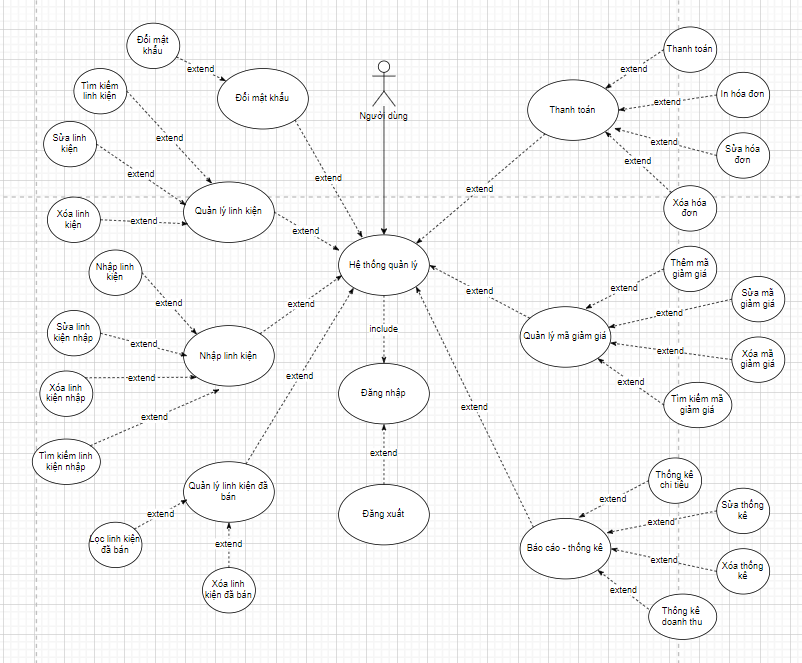 Đổi mật
khẩu
extend
Đổi mật khẩu
extend
Tìm kiếm
linh kiện
extend
Sửa linh
kiện
extend
Xóa linh
kiện
extend
Quản lý linh kiện
extend
Người dùng
Hệ thống quản lý
Nhập linh
kiện
extend
Sửa linh
kiện nhập
extend
Xóa linh
kiện nhập
extend
Tìm kiếm linh
kiện nhập
extend
Nhập linh kiện
extend
Quản lý linh kiện đã
bán
extend
Lọc linh kiện
đã bán
extend
Xóa linh
kiện đã bán
extend
include
Đăng nhập
extend
Đăng xuất
Thanh toán
extend
Thanh toán
extend
In hóa đơn
extend
Sửa hóa
đơn
extend
Xóa hóa
đơn
extend
Quản lý mã giảm giá
extend
Thêm mã
giảm giá
extend
Sửa mã
giảm giá
extend
Xóa mã
giảm giá
extend
Tìm kiếm mã
giảm giá
extend
Báo cáo - thống kê
extend
Thống kê
chi tiêu
extend
Sửa thống
kê
extend
Xóa thống
kê
extend
Thống kê
doanh thu
extend